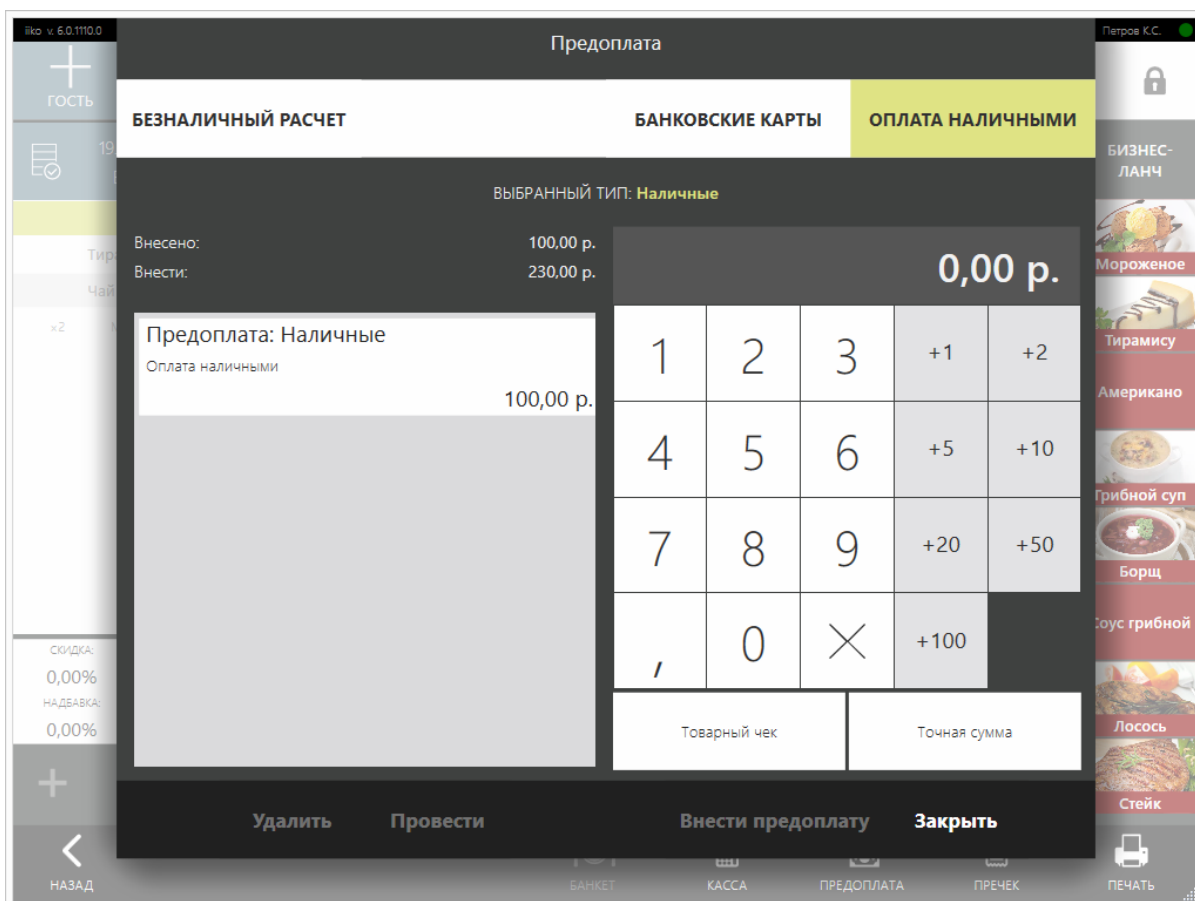 iiko v. 6.0.1110.0
Предоплата
Петров К.С.
ГОСТЬ
БЕЗНАЛИЧНЫЙ РАСЧЕТ
БАНКОВСКИЕ КАРТЫ
ОПЛАТА НАЛИЧНЫМИ
19
БИЗНЕС-
ЛАНЧ
ВЫБРАННЫЙ ТИП: Наличные
Внесено: 100,00 р.
Внести: 230,00 р.
0,00 р.
Мороженое
Чай
x2
Предоплата: Наличные
Оплата наличными
100,00 р.
1 2 3 +1 +2
4 5 6 +5 +10
7 8 9 +20 +50
, 0 +100
Тирамису
Американо
Грибной суп
Борщ
Соус грибной
Лосось
Стейк
СКИДКА:
0,00%
НАДБАВКА:
0,00%
Товарный чек
Точная сумма
Удалить
Провести
Внести предоплату
Закрыть
НАЗАД
БАНКЕТ
КАССА
ПРЕДОПЛАТА
ПРЕЧЕК
ПЕЧАТЬ